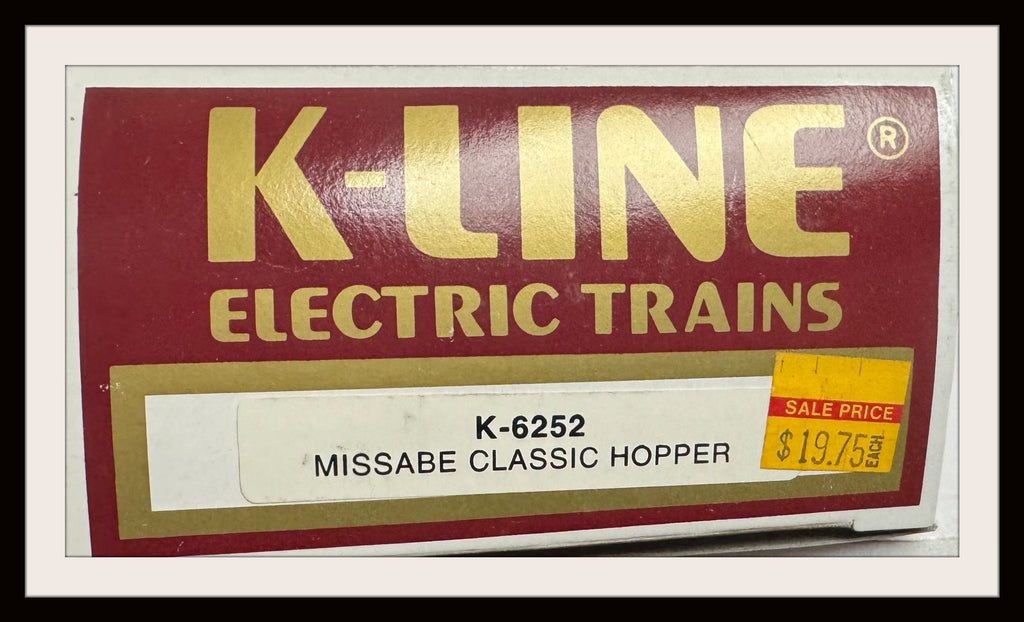 K-LINE®
ELECTRIC TRAINS
K-6252
MISSABE CLASSIC HOPPER
SALE PRICE
$19.75 EACH